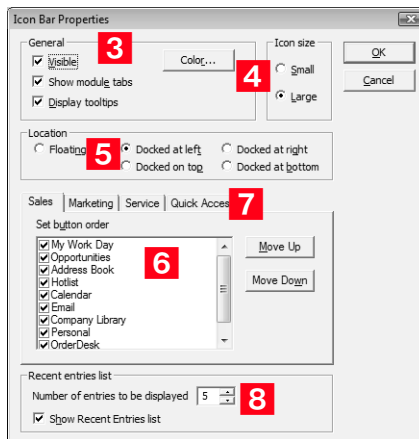 Icon Bar Properties
General
3
Visible
Color...
Show module tabs
Display tooltips
Icon size
4
Small
Large
OK
Cancel
Location
5
Floating
Docked at left
Docked at right
Docked on top
Docked at bottom
Sales Marketing Service Quick Access
7
Set button order
6
My Work Day
Opportunities
Address Book
Hotlist
Calendar
Email
Company Library
Personal
OrderDesk
Move Up
Move Down
Recent entries list
Number of entries to be displayed 5
8
Show Recent Entries list